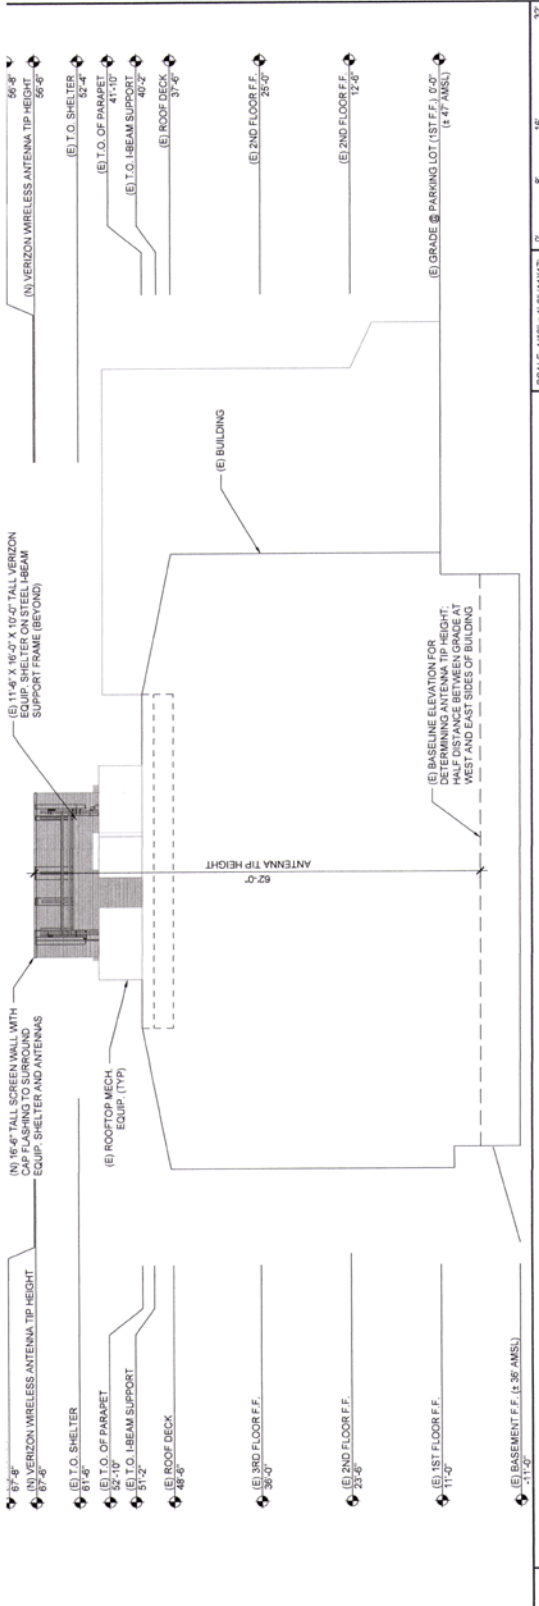 67'-8"
(N) VERIZON WIRELESS ANTENNA TIP HEIGHT
67'-6"
(E) T.O. SHELTER
61'-6"
(E) T.O. OF PARAPET
52'-10"
(E) T.O. I-BEAM SUPPORT
51'-2"
(E) ROOF DECK
48'-6"
(E) 3RD FLOOR F.F.
36'-0"
(E) 2ND FLOOR F.F.
23'-6"
(E) 1ST FLOOR F.F.
11'-0"
(E) BASEMENT F.F. (± 36' AMSL)
-11'-0"
(N) 16'-6" TALL SCREEN WALL WITH
CAP FLASHING TO SURROUND
EQUIP. SHELTER AND ANTENNAS
(E) ROOFTOP MECH.
EQUIP. (TYP)
62'-0"
ANTENNA TIP HEIGHT
(E) 11'-6" X 16'-0" X 10'-0" TALL VERIZON
EQUIP. SHELTER ON STEEL I-BEAM
SUPPORT FRAME (BEYOND)
(E) BUILDING
(E) BASELINE ELEVATION FOR
DETERMINING ANTENNA TIP HEIGHT;
HALF DISTANCE BETWEEN GRADE AT
WEST AND EAST SIDES OF BUILDING
56'-8"
(N) VERIZON WIRELESS ANTENNA TIP HEIGHT
56'-6"
(E) T.O. SHELTER
52'-4"
(E) T.O. OF PARAPET
41'-10"
(E) T.O. I-BEAM SUPPORT
40'-2"
(E) ROOF DECK
37'-6"
(E) 2ND FLOOR F.F.
25'-0"
(E) 2ND FLOOR F.F.
12'-6"
(E) GRADE @ PARKING LOT (1ST F.F.) 0'-0"
(± 47' AMSL)
0' 8' 16' 32'